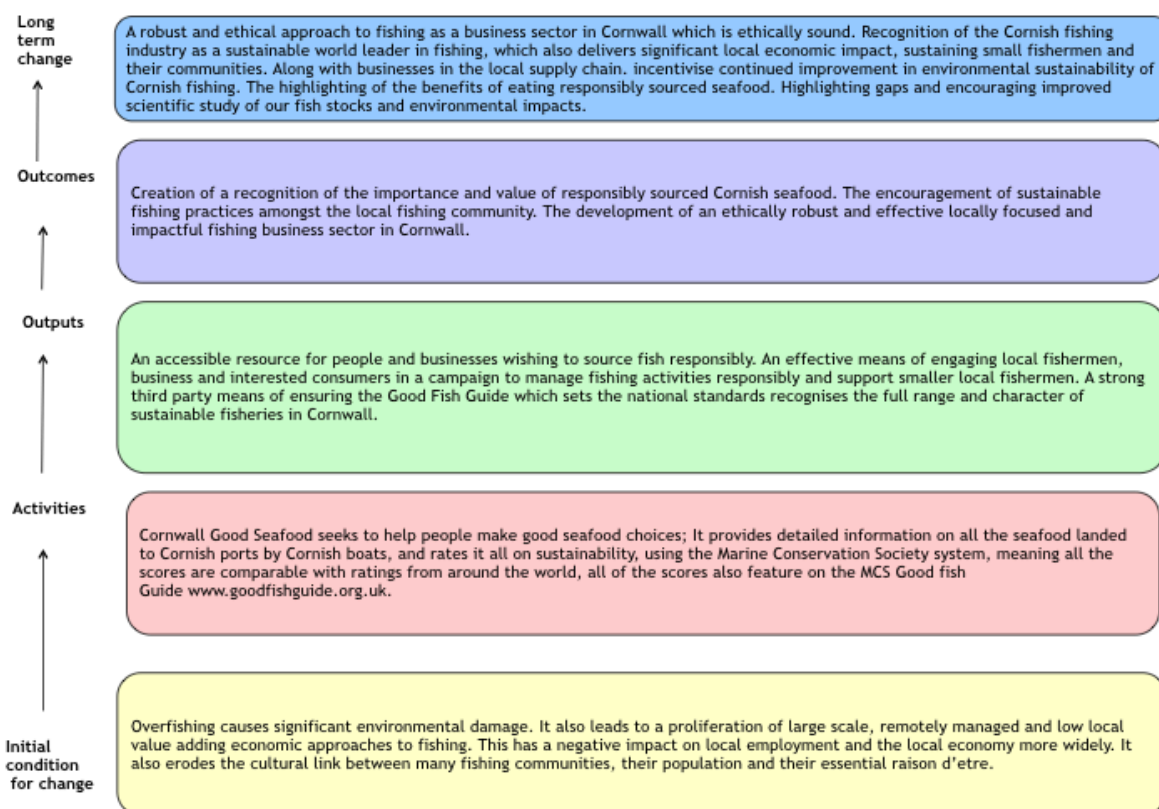 Long
term
change
A robust and ethical approach to fishing as a business sector in Cornwall which is ethically sound. Recognition of the Cornish fishing
industry as a sustainable world leader in fishing, which also delivers significant local economic impact, sustaining small fishermen and
their communities. Along with businesses in the local supply chain. incentivise continued improvement in environmental sustainability of
Cornish fishing. The highlighting of the benefits of eating responsibly sourced seafood. Highlighting gaps and encouraging improved
scientific study of our fish stocks and environmental impacts.
Outcomes
Creation of a recognition of the importance and value of responsibly sourced Cornish seafood. The encouragement of sustainable
fishing practices amongst the local fishing community. The development of an ethically robust and effective locally focused and
impactful fishing business sector in Cornwall.
Outputs
An accessible resource for people and businesses wishing to source fish responsibly. An effective means of engaging local fishermen,
business and interested consumers in a campaign to manage fishing activities responsibly and support smaller local fishermen. A strong
third party means of ensuring the Good Fish Guide which sets the national standards recognises the full range and character of
sustainable fisheries in Cornwall.
Activities
Cornwall Good Seafood seeks to help people make good seafood choices; It provides detailed information on all the seafood landed
to Cornish ports by Cornish boats, and rates it all on sustainability, using the Marine Conservation Society system, meaning all the
scores are comparable with ratings from around the world, all of the scores also feature on the MCS Good fish
Guide www.goodfishguide.org.uk.
Initial
condition
for change
Overfishing causes significant environmental damage. It also leads to a proliferation of large scale, remotely managed and low local
value adding economic approaches to fishing. This has a negative impact on local employment and the local economy more widely. It
also erodes the cultural link between many fishing communities, their population and their essential raison d'etre.